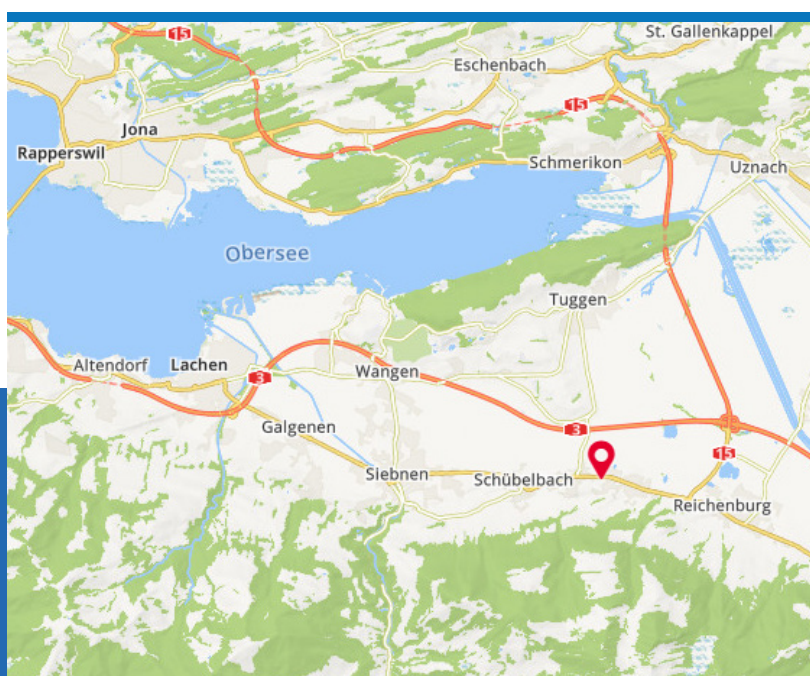 15
St. Gallenkappel
Eschenbach
15
Jona
Rapperswil
Schmerikon
Uznach
Obersee
Tuggen
Altendorf
Lachen
Wangen
3
Galgenen
3
15
Siebnen
Schübelbach
Reichenburg